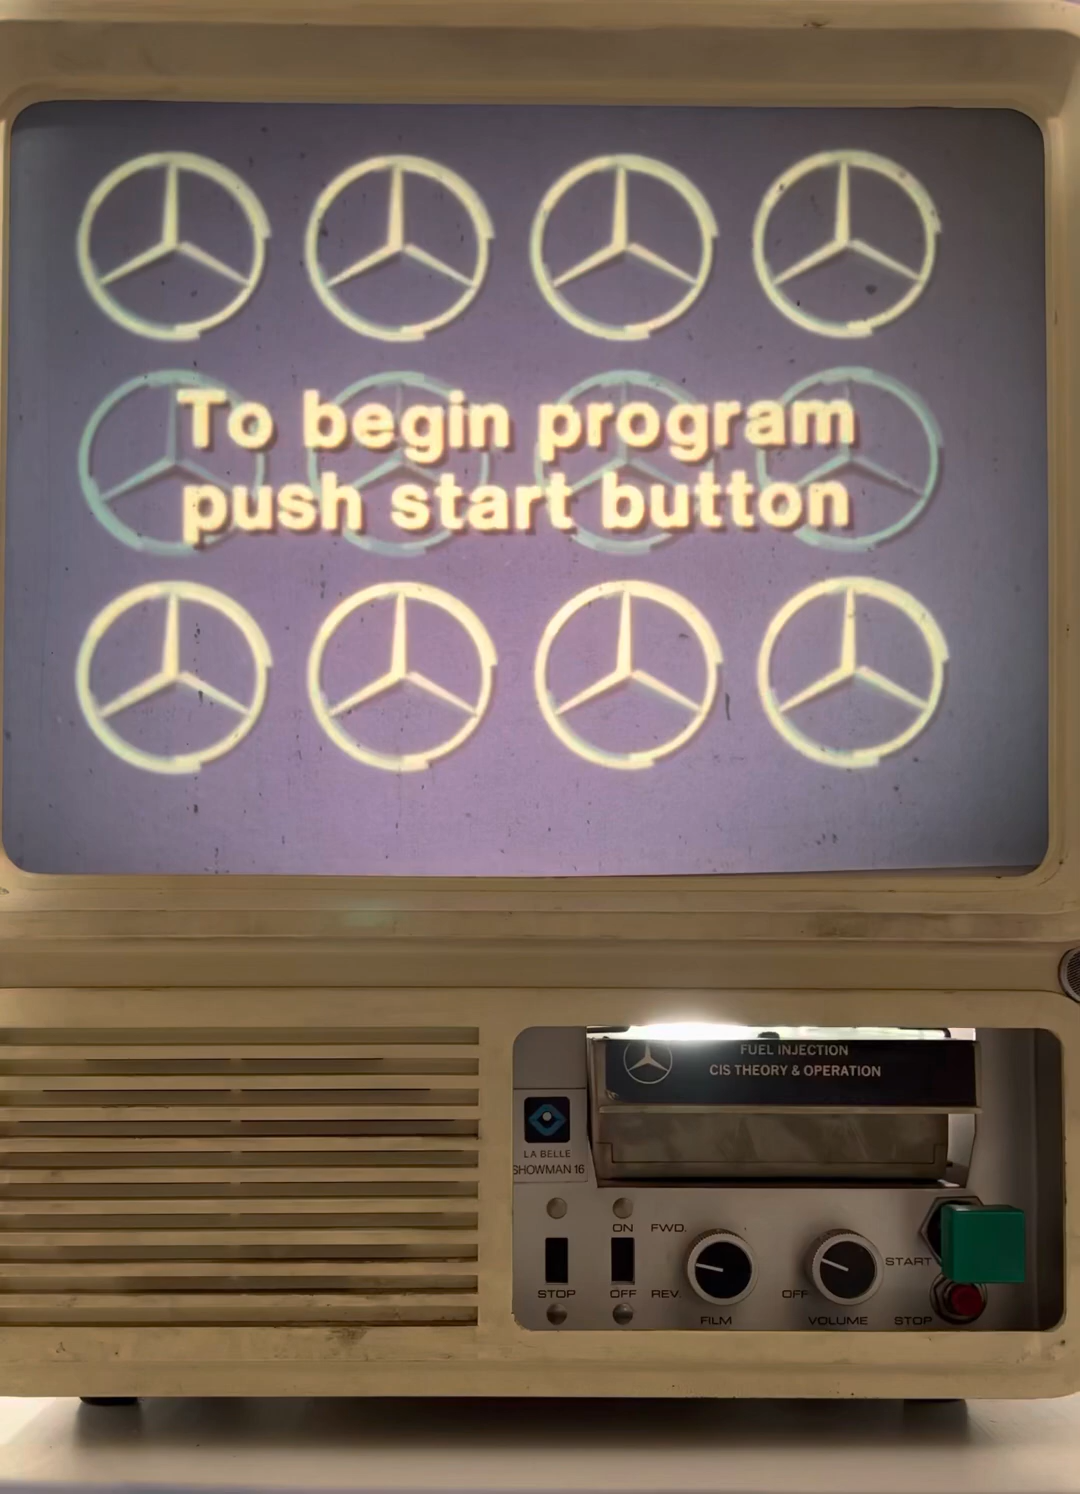 To begin program
push start button
FUEL INJECTION
CIS THEORY & OPERATION
LA BELLE
SHOWMAN 16
ON FWD.
START
STOP OFF REV. OFF
FILM VOLUME STOP